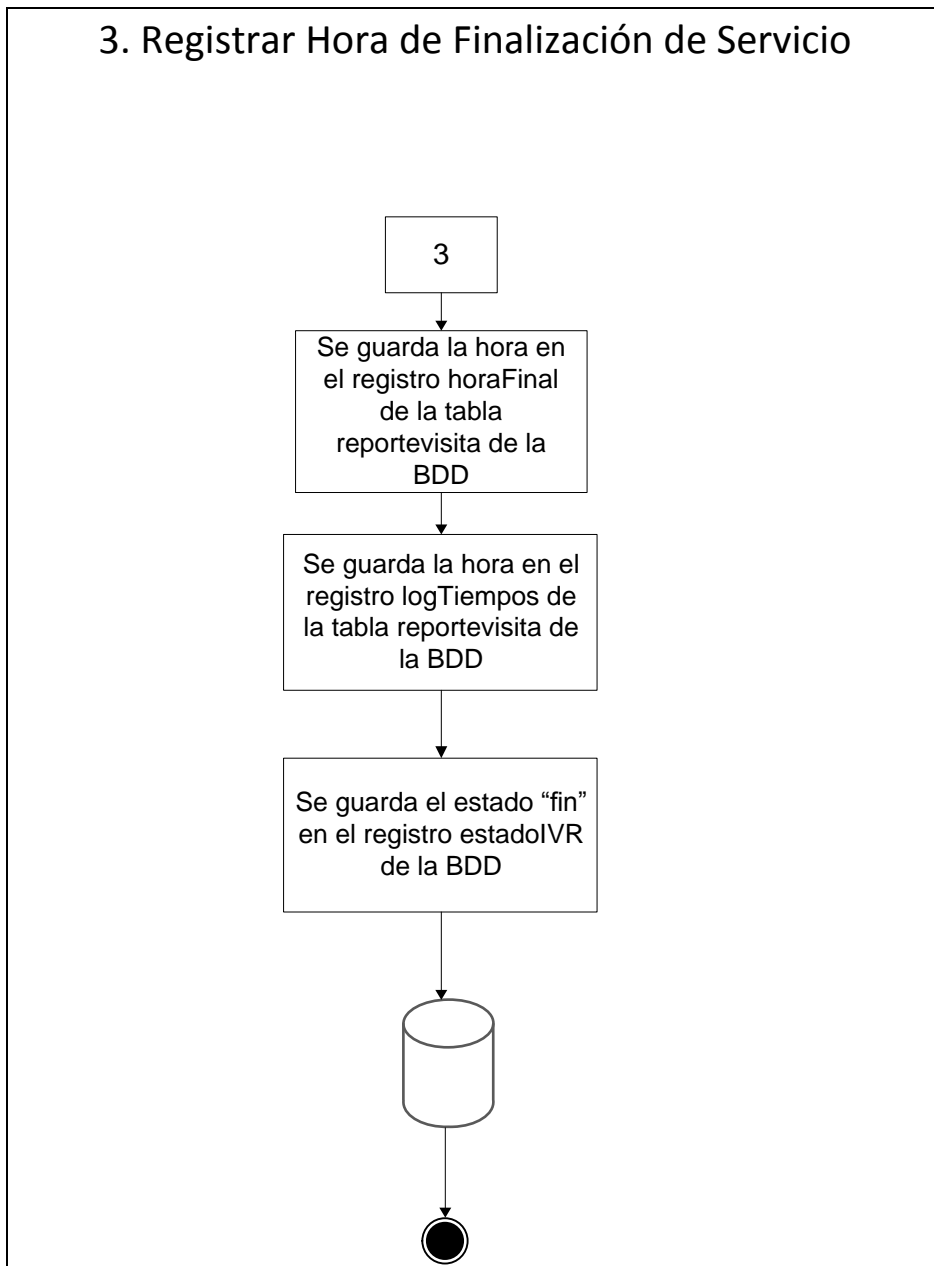 3. Registrar Hora de Finalización de Servicio
3
Se guarda la hora en
el registro horaFinal
de la tabla
reportevisita de la
BDD
Se guarda la hora en el
registro logTiempos de
la tabla reportevisita de
la BDD
Se guarda el estado “fin”
en el registro estadoIVR
de la BDD